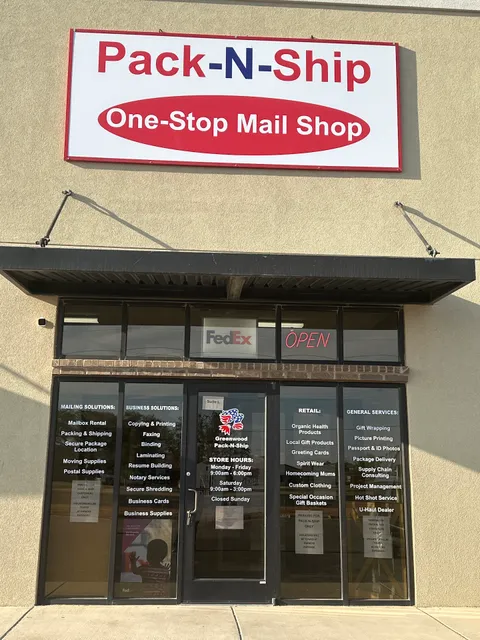 Pack-N-Ship
One-Stop Mail Shop
FedEx
OPEN
MAILING SOLUTIONS:
Mailbox Rental
Packing & Shipping
Secure Package
Location
Moving Supplies
Postal Supplies
BUSINESS SOLUTIONS:
Copying & Printing
Faxing
Binding
Laminating
Resume Building
Notary Services
Secure Shredding
Business Cards
Business Supplies
Greenwood
Pack-N-Ship
STORE HOURS:
Monday - Friday
9:00am - 6:00pm
Saturday
9:00am - 3:00pm
Closed Sunday
RETAIL:
Organic Health
Products
Local Gift Products
Greeting Cards
Spirit Wear
Homecoming Mums
Custom Clothing
Special Occasion
Gift Baskets
GENERAL SERVICES:
Gift Wrapping
Picture Printing
Passport & ID Photos
Package Delivery
Supply Chain
Consulting
Project Management
Hot Shot Service
U-Haul Dealer